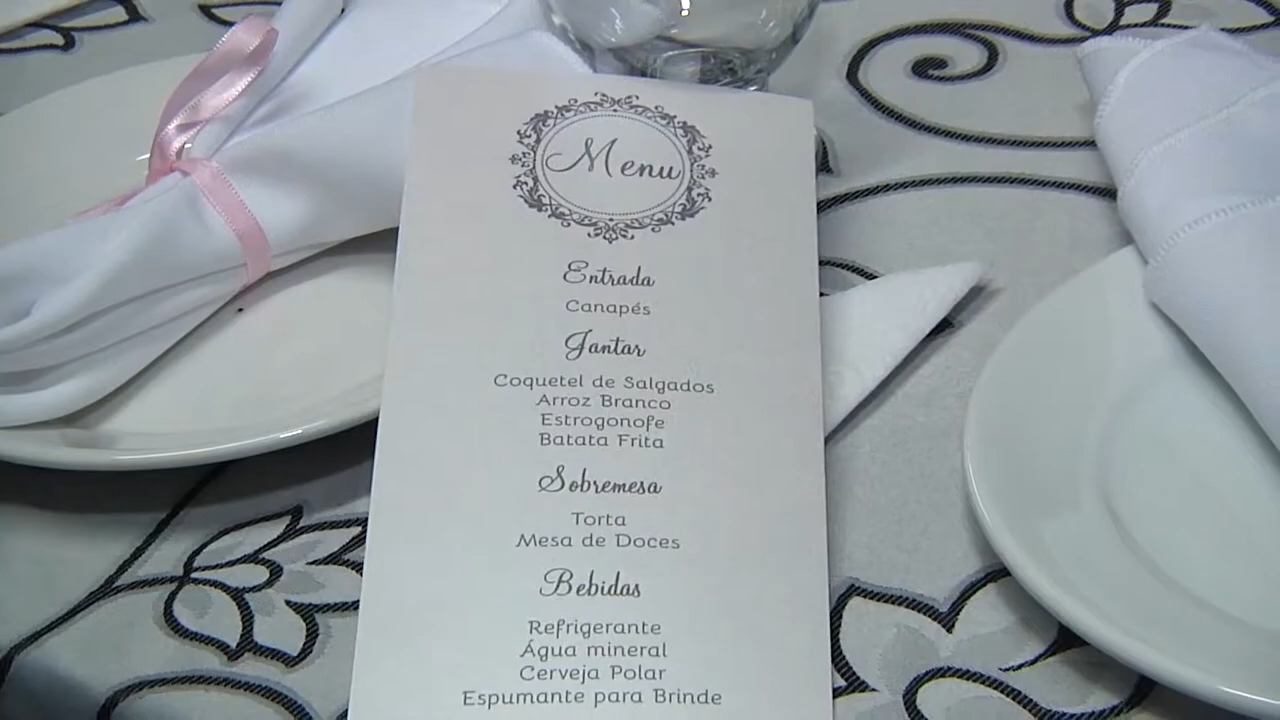 Menu
Entrada
Canapés
Jantar
Coquetel de Salgados
Arroz Branco
Estrogonofe
Batata Frita
Sobremesa
Torta
Mesa de Doces
Bebidas
Refrigerante
Água mineral
Cerveja Polar
Espumante para Brinde